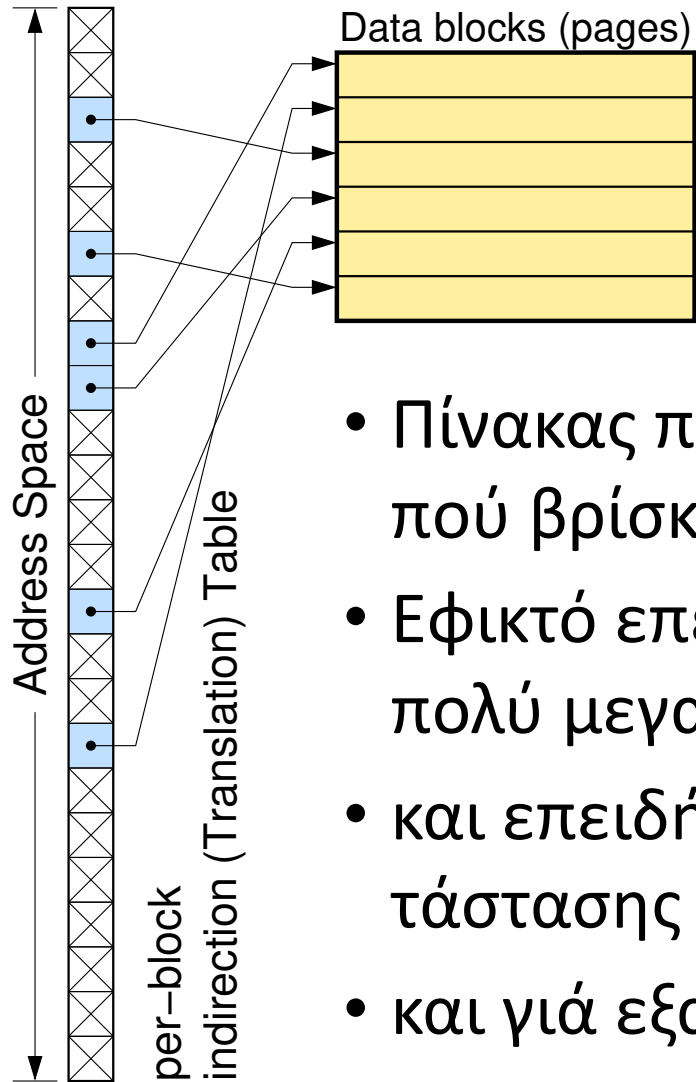 Data blocks (pages)
Address Space
per–block
indirection (Translation) Table
• Πίνακας π
πού βρίσκ
• Εφικτό επ
πολύ μεγα
• και επειδή
τάστασης
• και γιά εξα